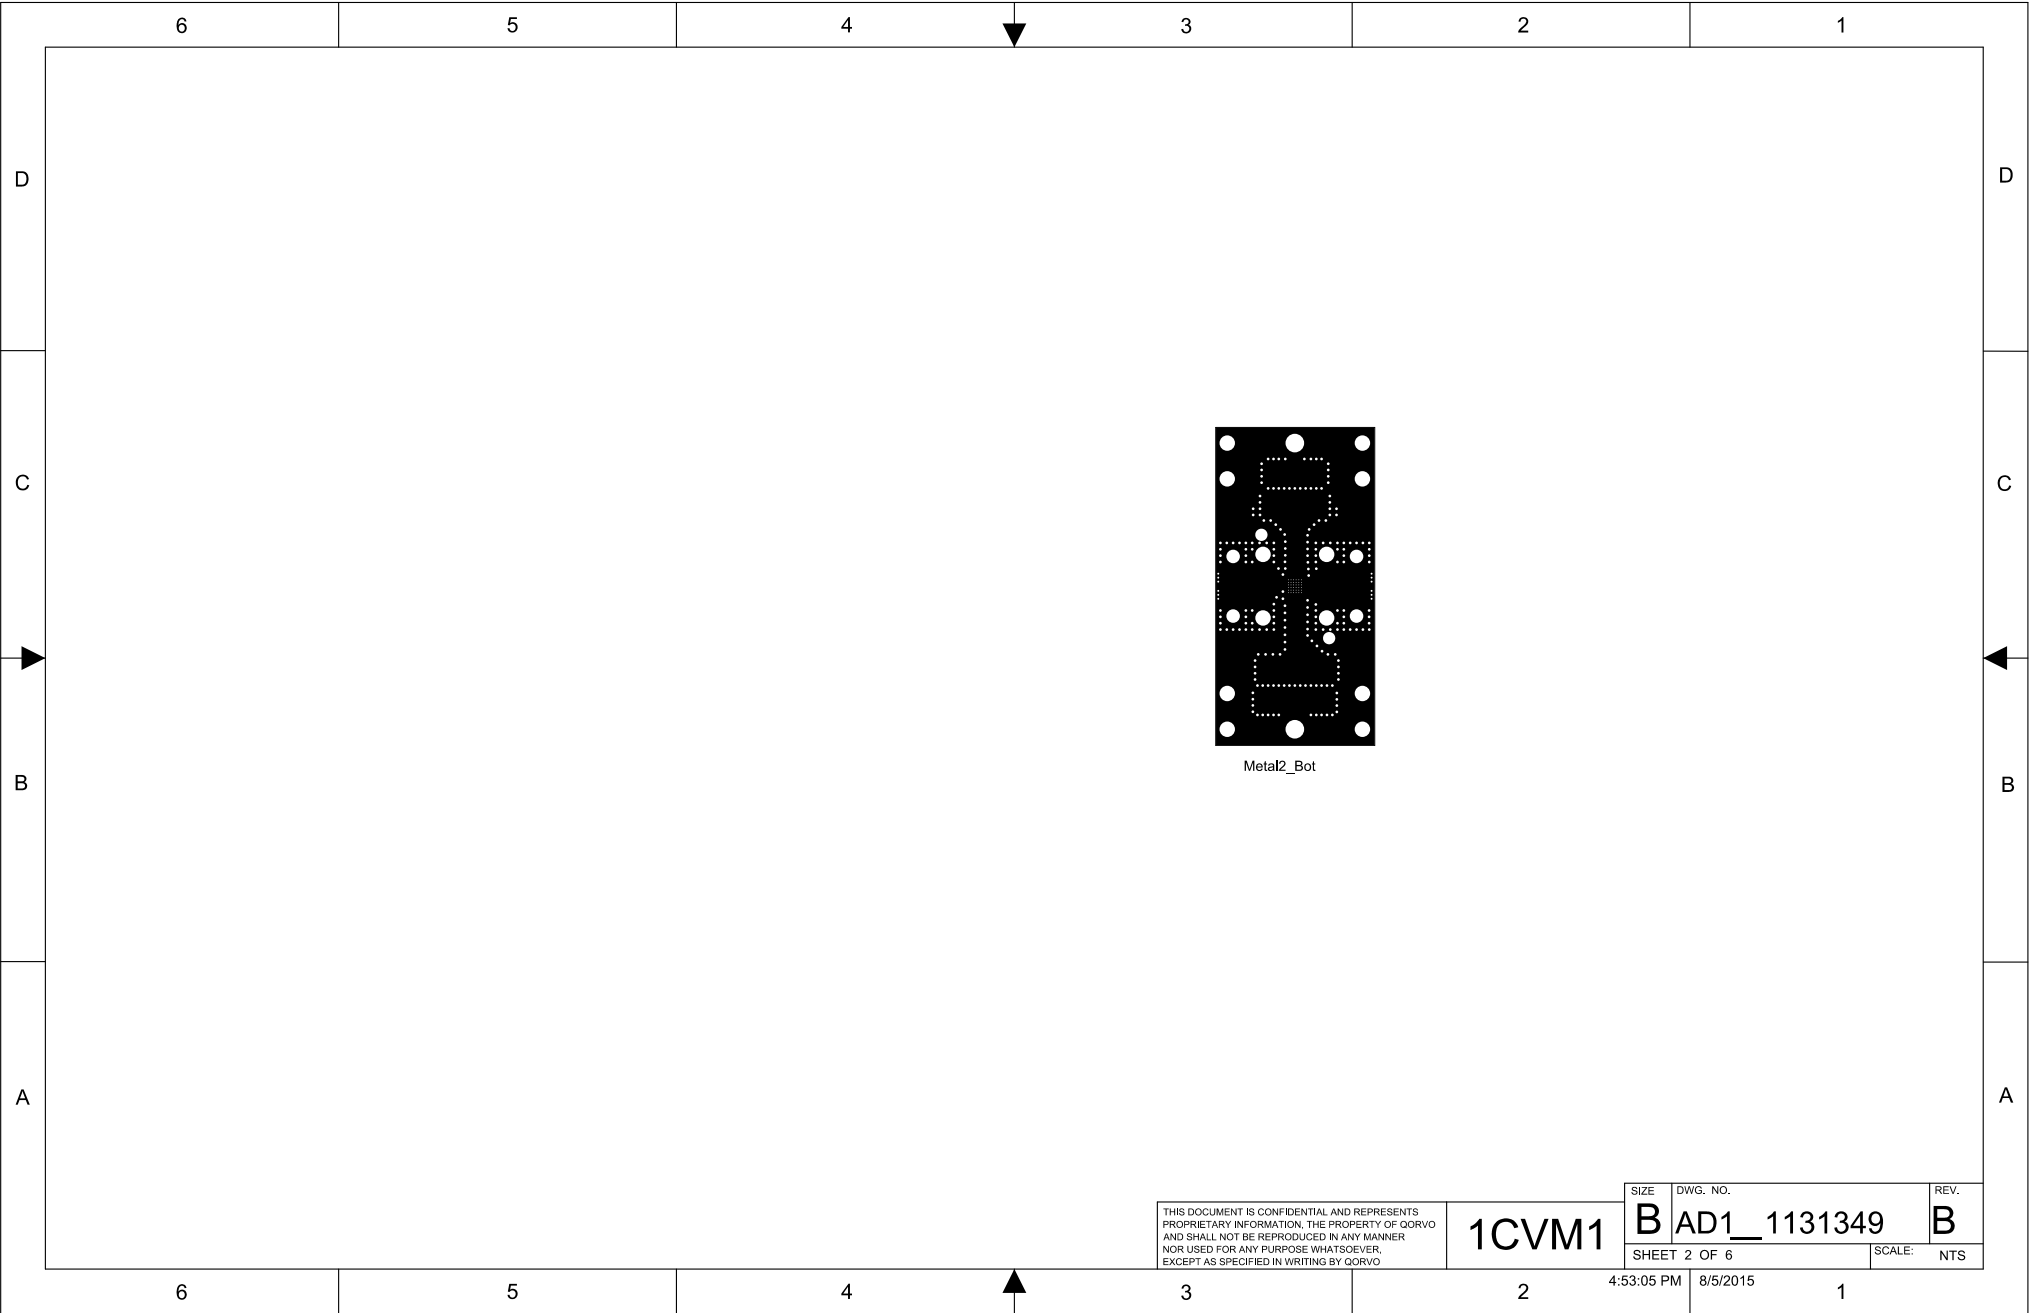 6 5 4 3 2 1
D D
C C
Metal2_Bot
B B
A A
THIS DOCUMENT IS CONFIDENTIAL AND REPRESENTS
PROPRIETARY INFORMATION, THE PROPERTY OF QORVO
AND SHALL NOT BE REPRODUCED IN ANY MANNER
NOR USED FOR ANY PURPOSE WHATSOEVER,
EXCEPT AS SPECIFIED IN WRITING BY QORVO
1CVM1
SIZE
B
DWG. NO.
AD1__1131349
REV.
B
SHEET 2 OF 6
SCALE: NTS
4:53:05 PM 8/5/2015
6 5 4 3 2 1